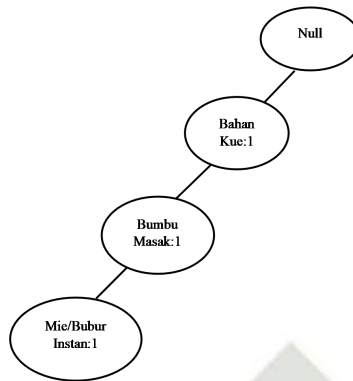 Null
Bahan
Kue:1
Bumbu
Masak:1
Mie/Bubur
Instan:1